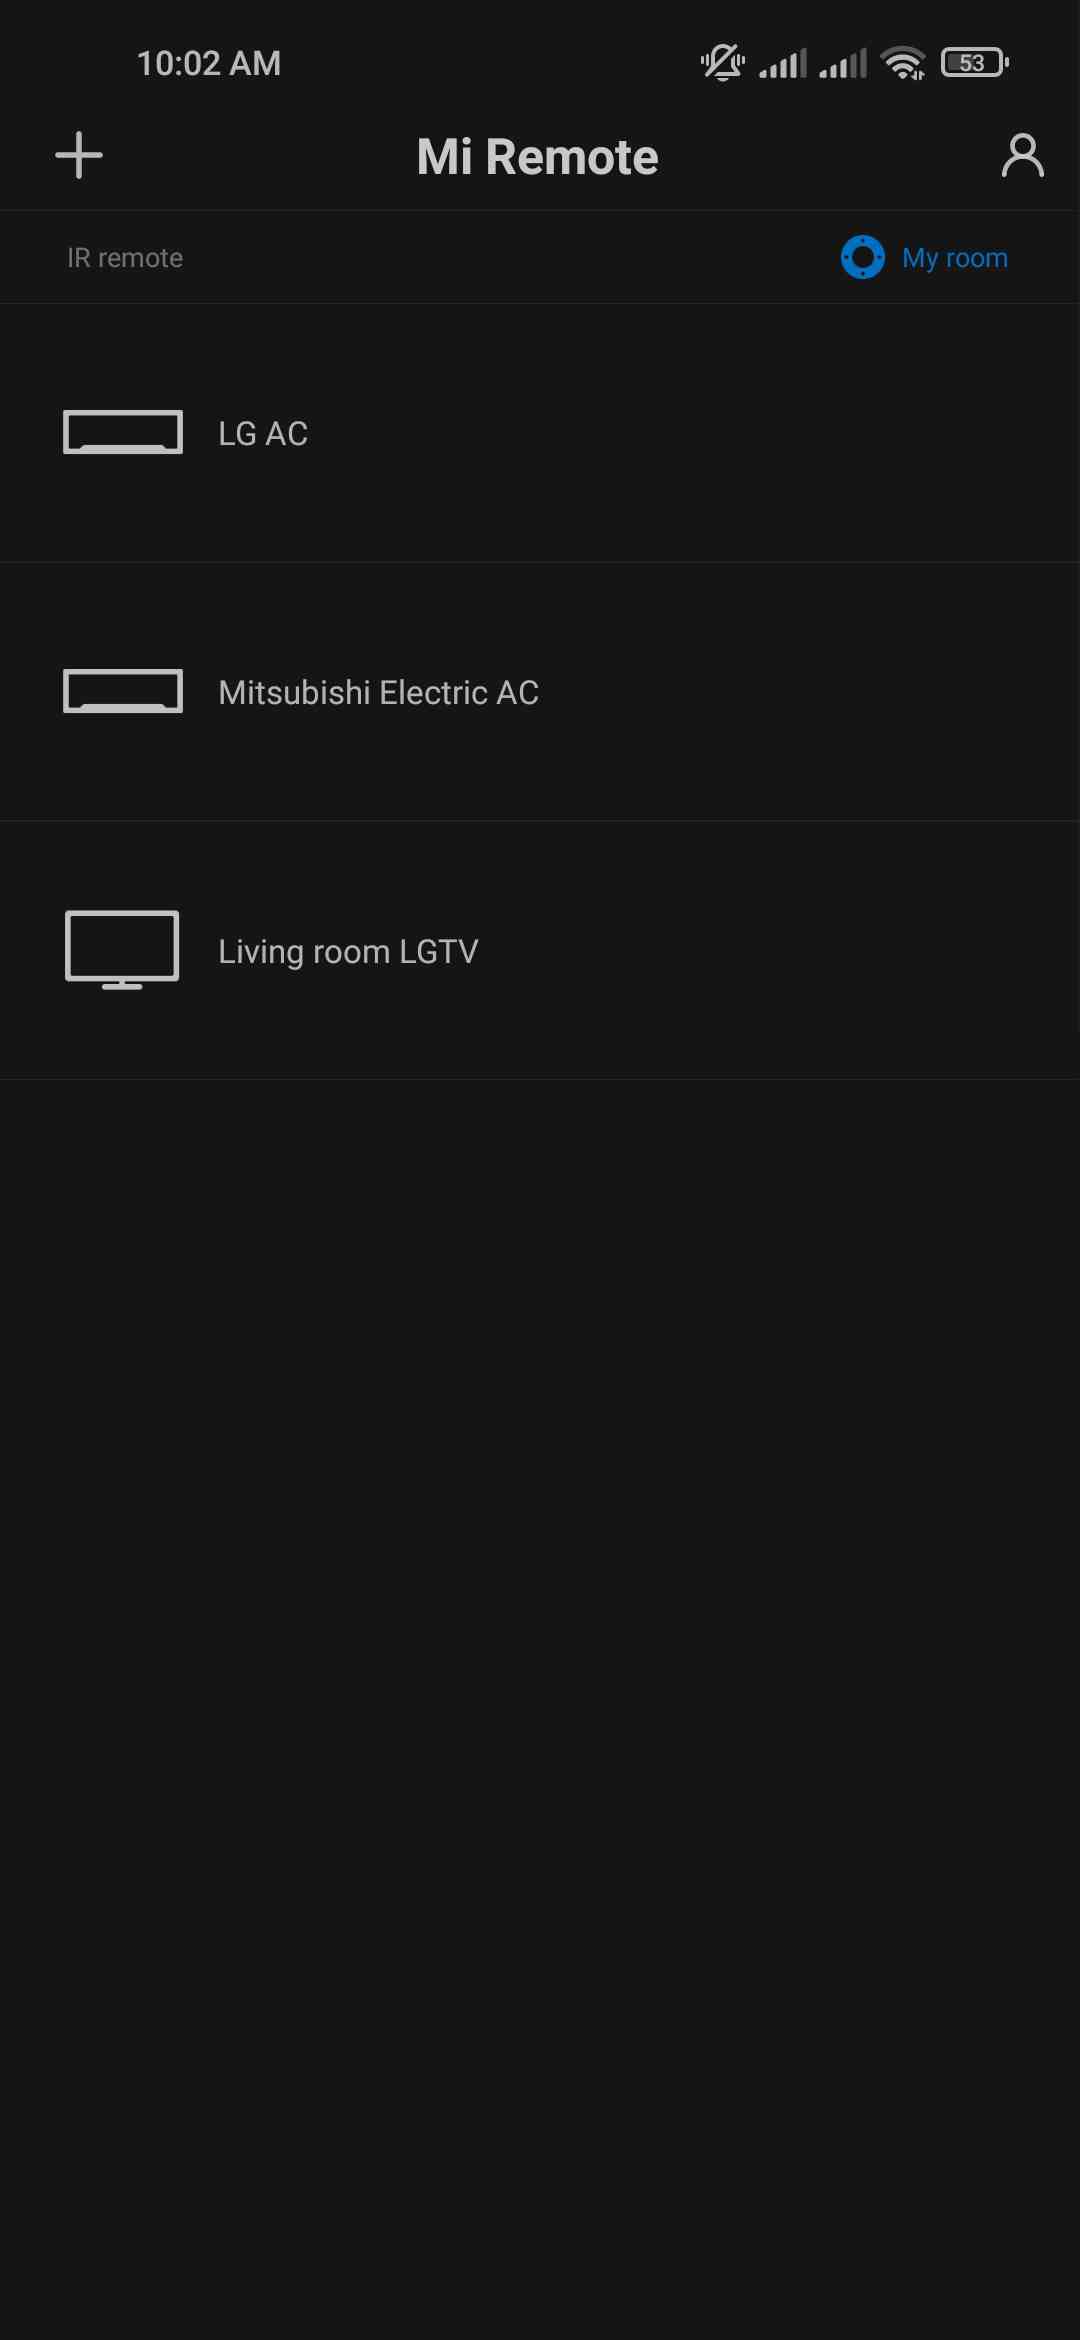 10:02 AM
53
Mi Remote
IR remote
My room
LG AC
Mitsubishi Electric AC
Living room LGTV